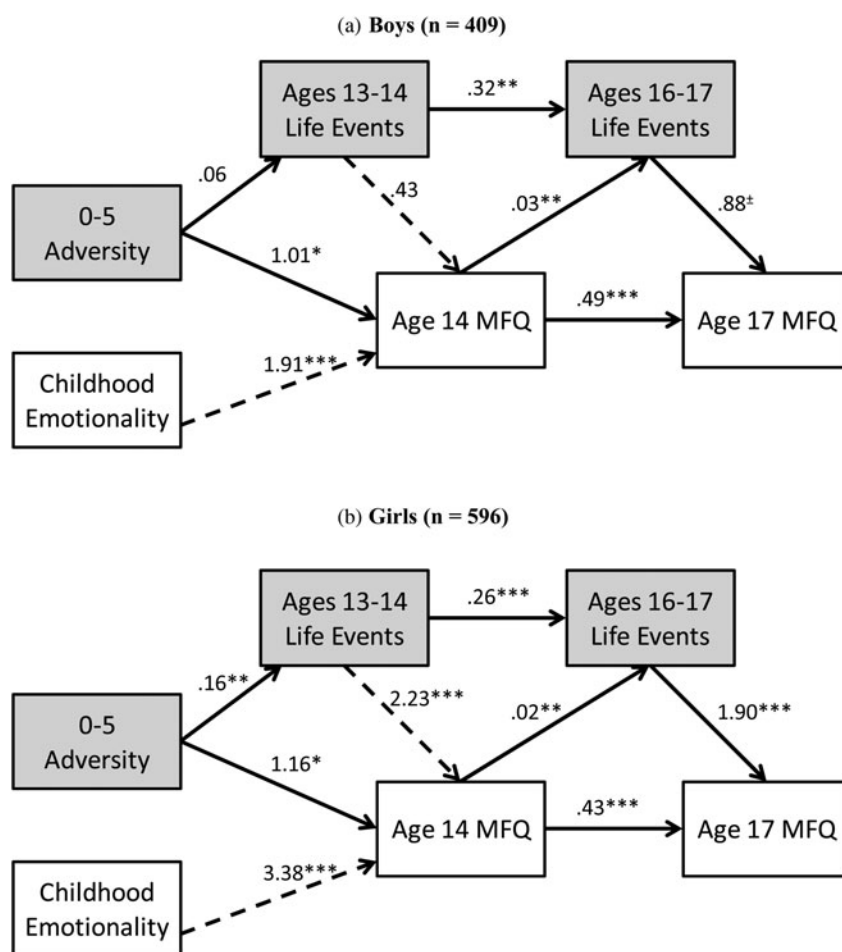 (a) Boys (n = 409)
Ages 13-14
Life Events
.32**
Ages 16-17
Life Events
.06
.43
.03**
.88±
0-5
Adversity
1.01*
Age 14 MFQ
.49***
Age 17 MFQ
1.91***
Childhood
Emotionality
(b) Girls (n = 596)
Ages 13-14
Life Events
.26***
Ages 16-17
Life Events
.16**
2.23***
.02**
1.90***
0-5
Adversity
1.16*
Age 14 MFQ
.43***
Age 17 MFQ
3.38***
Childhood
Emotionality